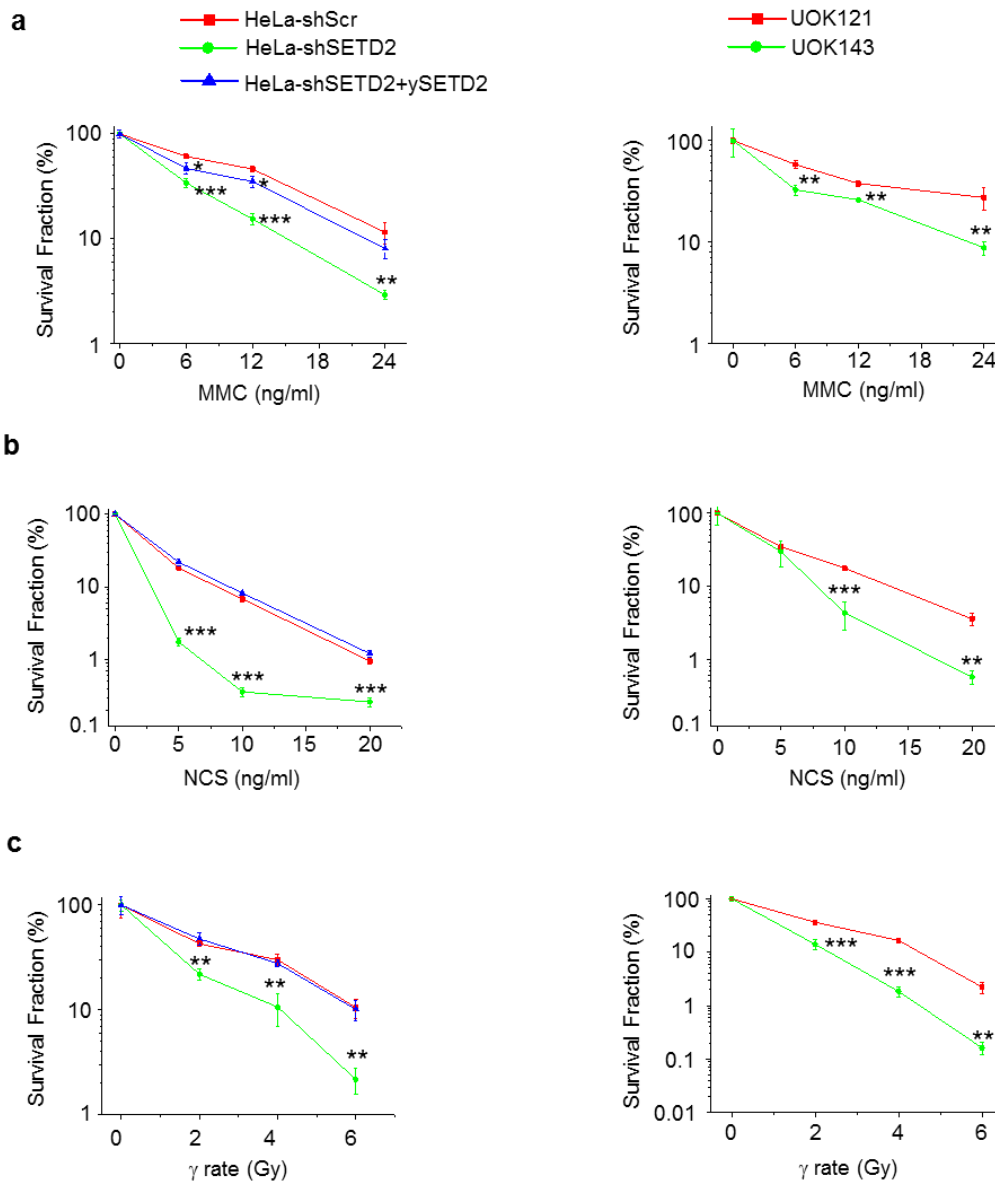 a
HeLa-shScr
HeLa-shSETD2
HeLa-shSETD2+ySETD2
UOK121
UOK143
Survival Fraction (%)
100
10
1
*
*
***
***
**
0 6 12 18 24
MMC (ng/ml)
Survival Fraction (%)
100
10
1
**
**
**
0 6 12 18 24
MMC (ng/ml)
b
Survival Fraction (%)
100
10
1
0.1
***
***
***
0 5 10 15 20
NCS (ng/ml)
Survival Fraction (%)
100
10
1
0.1
***
**
0 5 10 15 20
NCS (ng/ml)
c
Survival Fraction (%)
100
10
1
**
**
**
0 2 4 6
γ rate (Gy)
Survival Fraction (%)
100
10
1
0.1
0.01
***
***
**
0 2 4 6
γ rate (Gy)